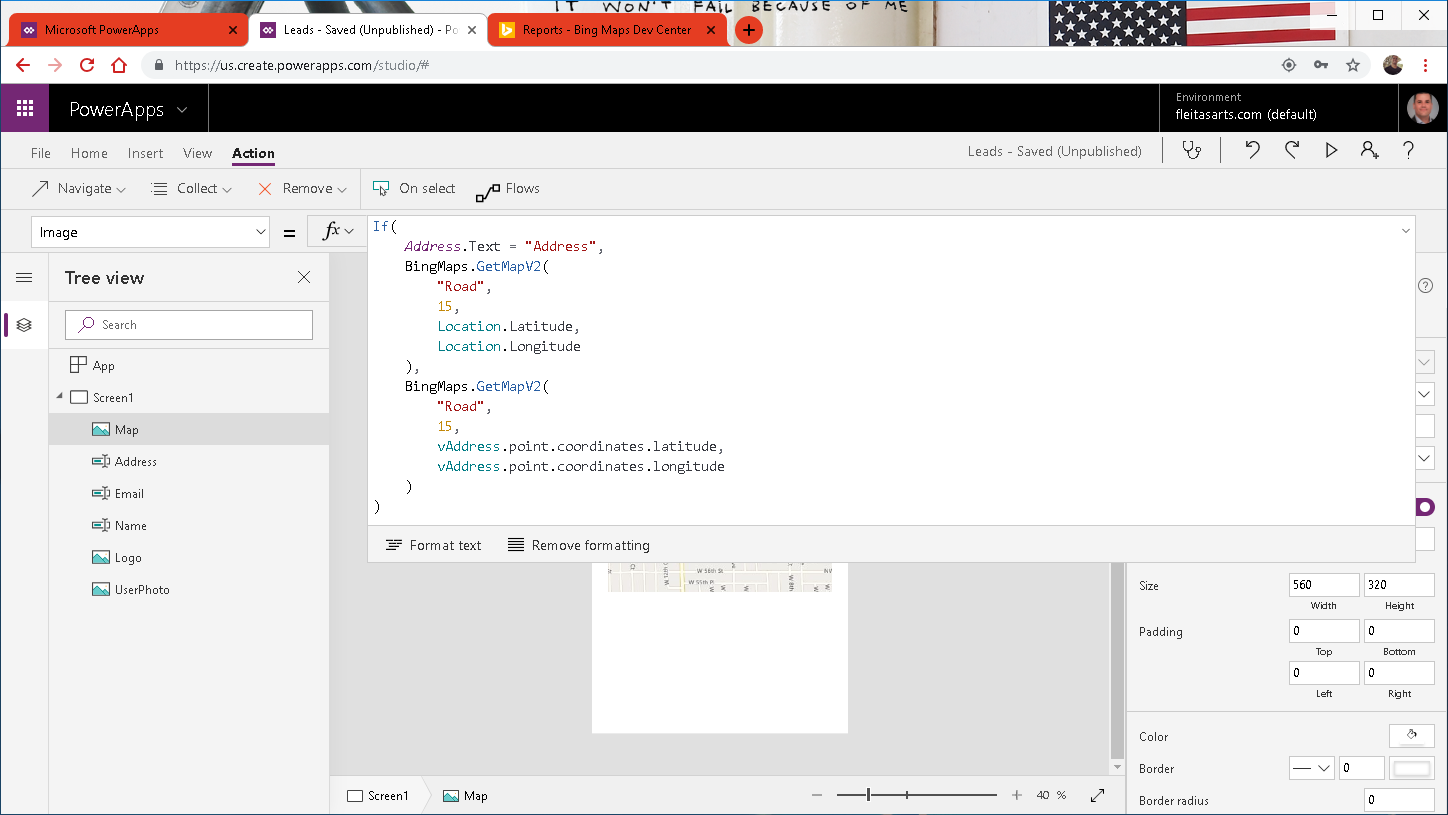 IT WON'T FAIL BECAUSE OF ME
Microsoft PowerApps
Leads - Saved (Unpublished) - Po
Reports - Bing Maps Dev Center
https://us.create.powerapps.com/studio/#
PowerApps
Environment
fleitasarts.com (default)
File Home Insert View Action
Leads - Saved (Unpublished)
Navigate Collect Remove On select Flows
Image = fx
If(
Address.Text = "Address",
BingMaps.GetMapV2(
"Road",
15,
Location.Latitude,
Location.Longitude
),
BingMaps.GetMapV2(
"Road",
15,
vAddress.point.coordinates.latitude,
vAddress.point.coordinates.longitude
)
)
Format text Remove formatting
Tree view
Search
App
Screen1
Map
Address
Email
Name
Logo
UserPhoto
W 56th St
W 55th Pl
Size 560 320
Width Height
Padding 0 0
Top Bottom
0 0
Left Right
Color
Border 0
Border radius 0
Screen1 Map
40 %